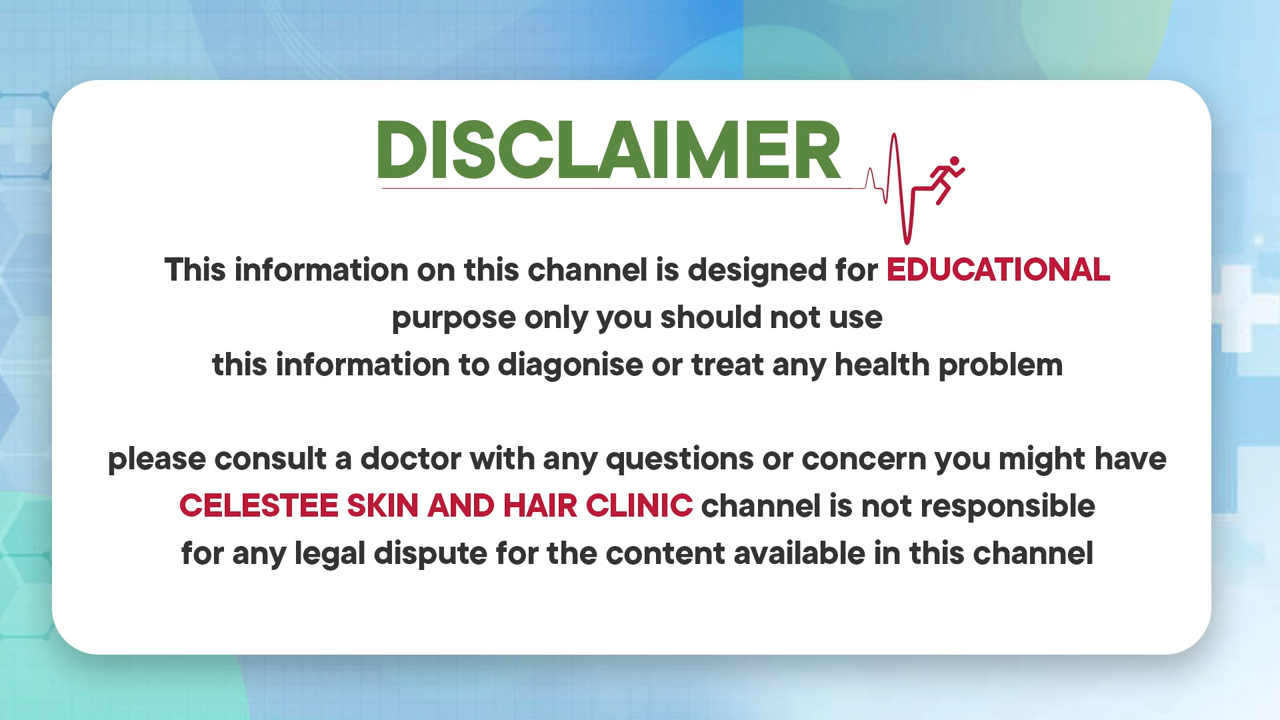 DISCLAIMER
This information on this channel is designed for EDUCATIONAL
purpose only you should not use
this information to diagonise or treat any health problem
please consult a doctor with any questions or concern you might have
CELESTEE SKIN AND HAIR CLINIC channel is not responsible
for any legal dispute for the content available in this channel